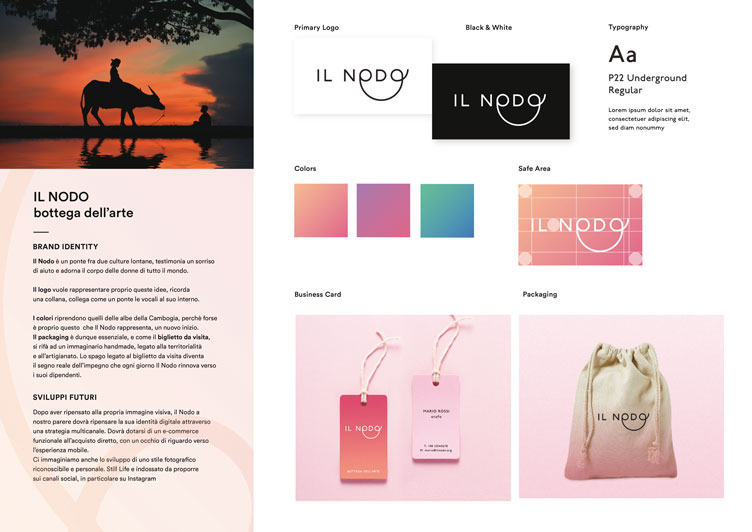 IL NODO
bottega dell'arte
BRAND IDENTITY
Il Nodo è un ponte fra due culture lontane, testimonia un sorriso
di aiuto e adorna il corpo delle donne di tutto il mondo.
Il logo vuole rappresentare proprio queste idee, ricorda
una collana, collega come un ponte le vocali al suo interno.
I colori riprendono quelli delle albe della Cambogia, perchè forse
è proprio questo che Il Nodo rappresenta, un nuovo inizio.
Il packaging è dunque essenziale, e come il biglietto da visita,
si rifà ad un immaginario handmade, legato alla territorialità
e all'artigianato. Lo spago legato al biglietto da visita diventa
il segno reale dell'impegno che ogni giorno Il Nodo rinnova verso
i suoi dipendenti.
SVILUPPI FUTURI
Dopo aver ripensato alla propria immagine visiva, il Nodo a
nostro parere dovrà ripensare la sua identità digitale attraverso
una strategia multicanale. Dovrà dotarsi di un e-commerce
funzionale all'acquisto diretto, con un occhio di riguardo verso
l'esperienza mobile.
Ci immaginiamo anche lo sviluppo di uno stile fotografico
riconoscibile e personale. Still Life e indossato da proporre
sui canali social, in particolare su Instagram
Primary Logo
IL NODO
Black & White
IL NODO
Typography
Aa
P22 Underground
Regular
Lorem ipsum dolor sit amet,
consectetuer adipiscing elit,
sed diam nonummy
Colors
Safe Area
IL NODO
Business Card
IL NODO
BOTTEGA DELL'ARTE
MARIO ROSSI
Packaging
IL NODO